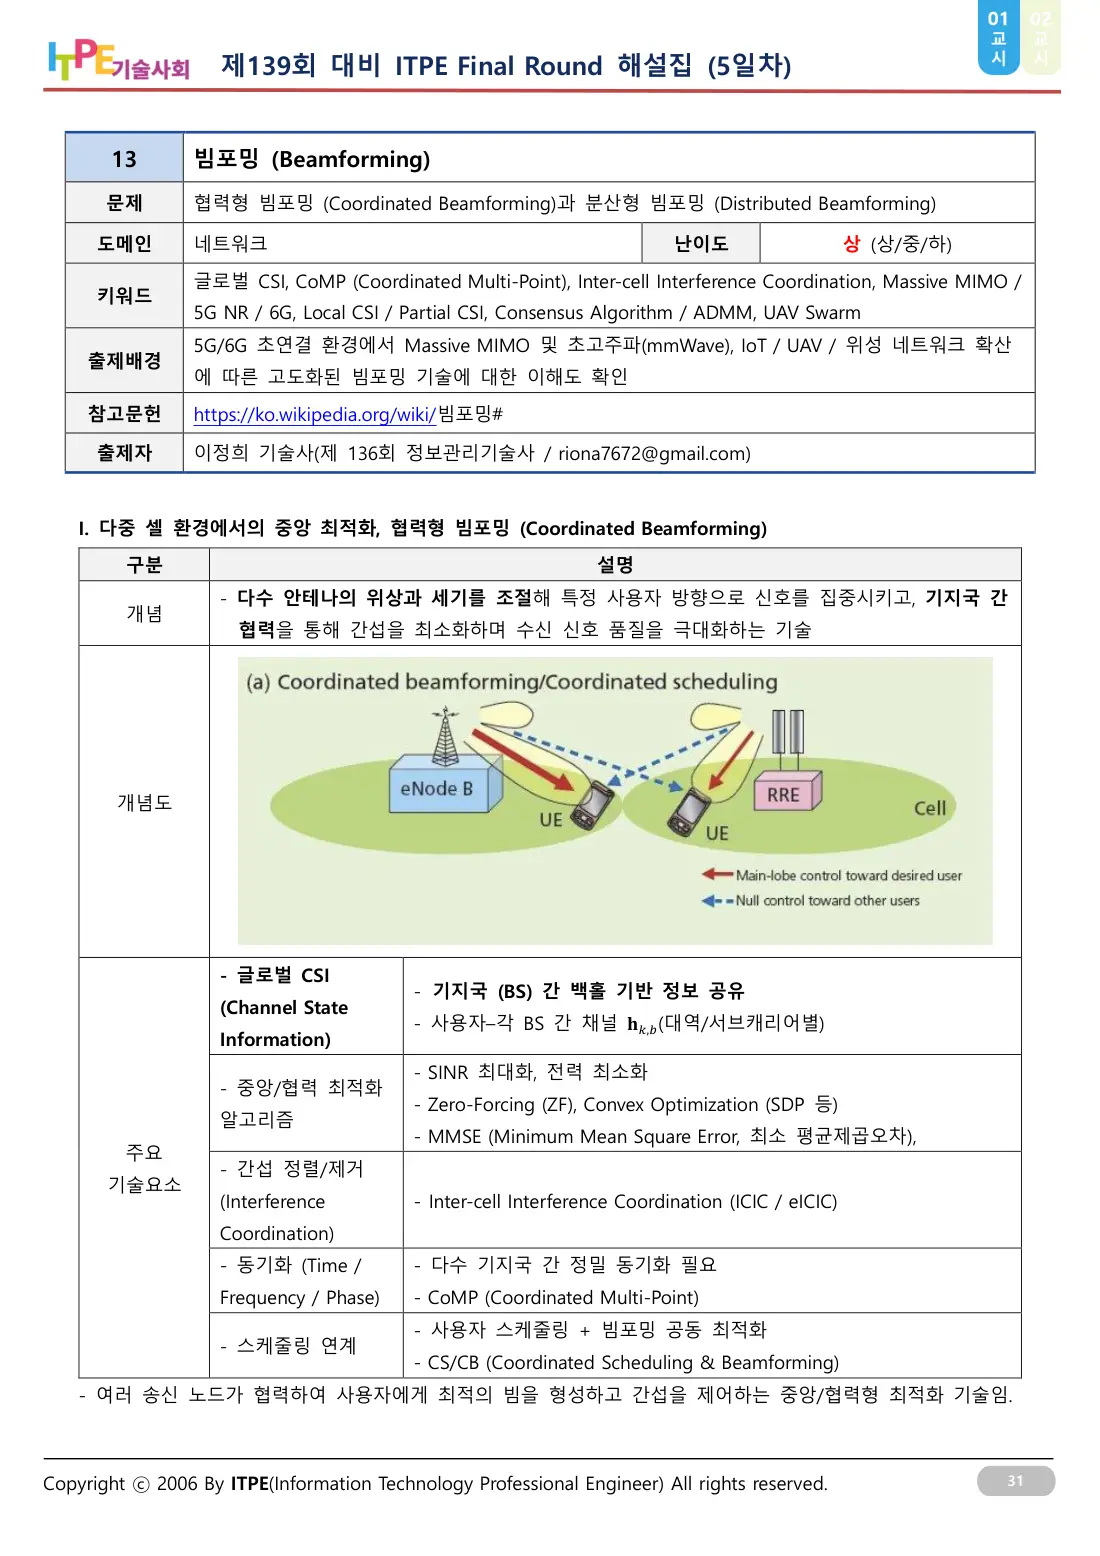 ITPE기술사회 제139회 대비 ITPE Final Round 해설집 (5일차)
01
교
시
02
교
시
13 빔포밍 (Beamforming)
문제 협력형 빔포밍 (Coordinated Beamforming)과 분산형 빔포밍 (Distributed Beamforming)
도메인 네트워크 난이도 상 (상/중/하)
키워드 글로벌 CSI, CoMP (Coordinated Multi-Point), Inter-cell Interference Coordination, Massive MIMO /
5G NR / 6G, Local CSI / Partial CSI, Consensus Algorithm / ADMM, UAV Swarm
출제배경 5G/6G 초연결 환경에서 Massive MIMO 및 초고주파(mmWave), IoT / UAV / 위성 네트워크 확산
에 따른 고도화된 빔포밍 기술에 대한 이해도 확인
참고문헌 https://ko.wikipedia.org/wiki/빔포밍#
출제자 이정희 기술사(제 136회 정보관리기술사 / riona7672@gmail.com)
I. 다중 셀 환경에서의 중앙 최적화, 협력형 빔포밍 (Coordinated Beamforming)
구분 설명
개념
- 다수 안테나의 위상과 세기를 조절해 특정 사용자 방향으로 신호를 집중시키고, 기지국 간
협력을 통해 간섭을 최소화하며 수신 신호 품질을 극대화하는 기술
개념도
(a) Coordinated beamforming/Coordinated scheduling
eNode B
UE
UE
RRE
Cell
Main-lobe control toward desired user
Null control toward other users
주요
기술요소
- 글로벌 CSI
(Channel State
Information)
- 기지국 (BS) 간 백홀 기반 정보 공유
- 사용자–각 BS 간 채널 h_{k,b}(대역/서브캐리어별)
- 중앙/협력 최적화
알고리즘
- SINR 최대화, 전력 최소화
- Zero-Forcing (ZF), Convex Optimization (SDP 등)
- MMSE (Minimum Mean Square Error, 최소 평균제곱오차),
- 간섭 정렬/제거
(Interference
Coordination)
- Inter-cell Interference Coordination (ICIC / eICIC)
- 동기화 (Time /
Frequency / Phase)
- 다수 기지국 간 정밀 동기화 필요
- CoMP (Coordinated Multi-Point)
- 스케줄링 연계
- 사용자 스케줄링 + 빔포밍 공동 최적화
- CS/CB (Coordinated Scheduling & Beamforming)
- 여러 송신 노드가 협력하여 사용자에게 최적의 빔을 형성하고 간섭을 제어하는 중앙/협력형 최적화 기술임.
Copyright ⓒ 2006 By ITPE(Information Technology Professional Engineer) All rights reserved.
31